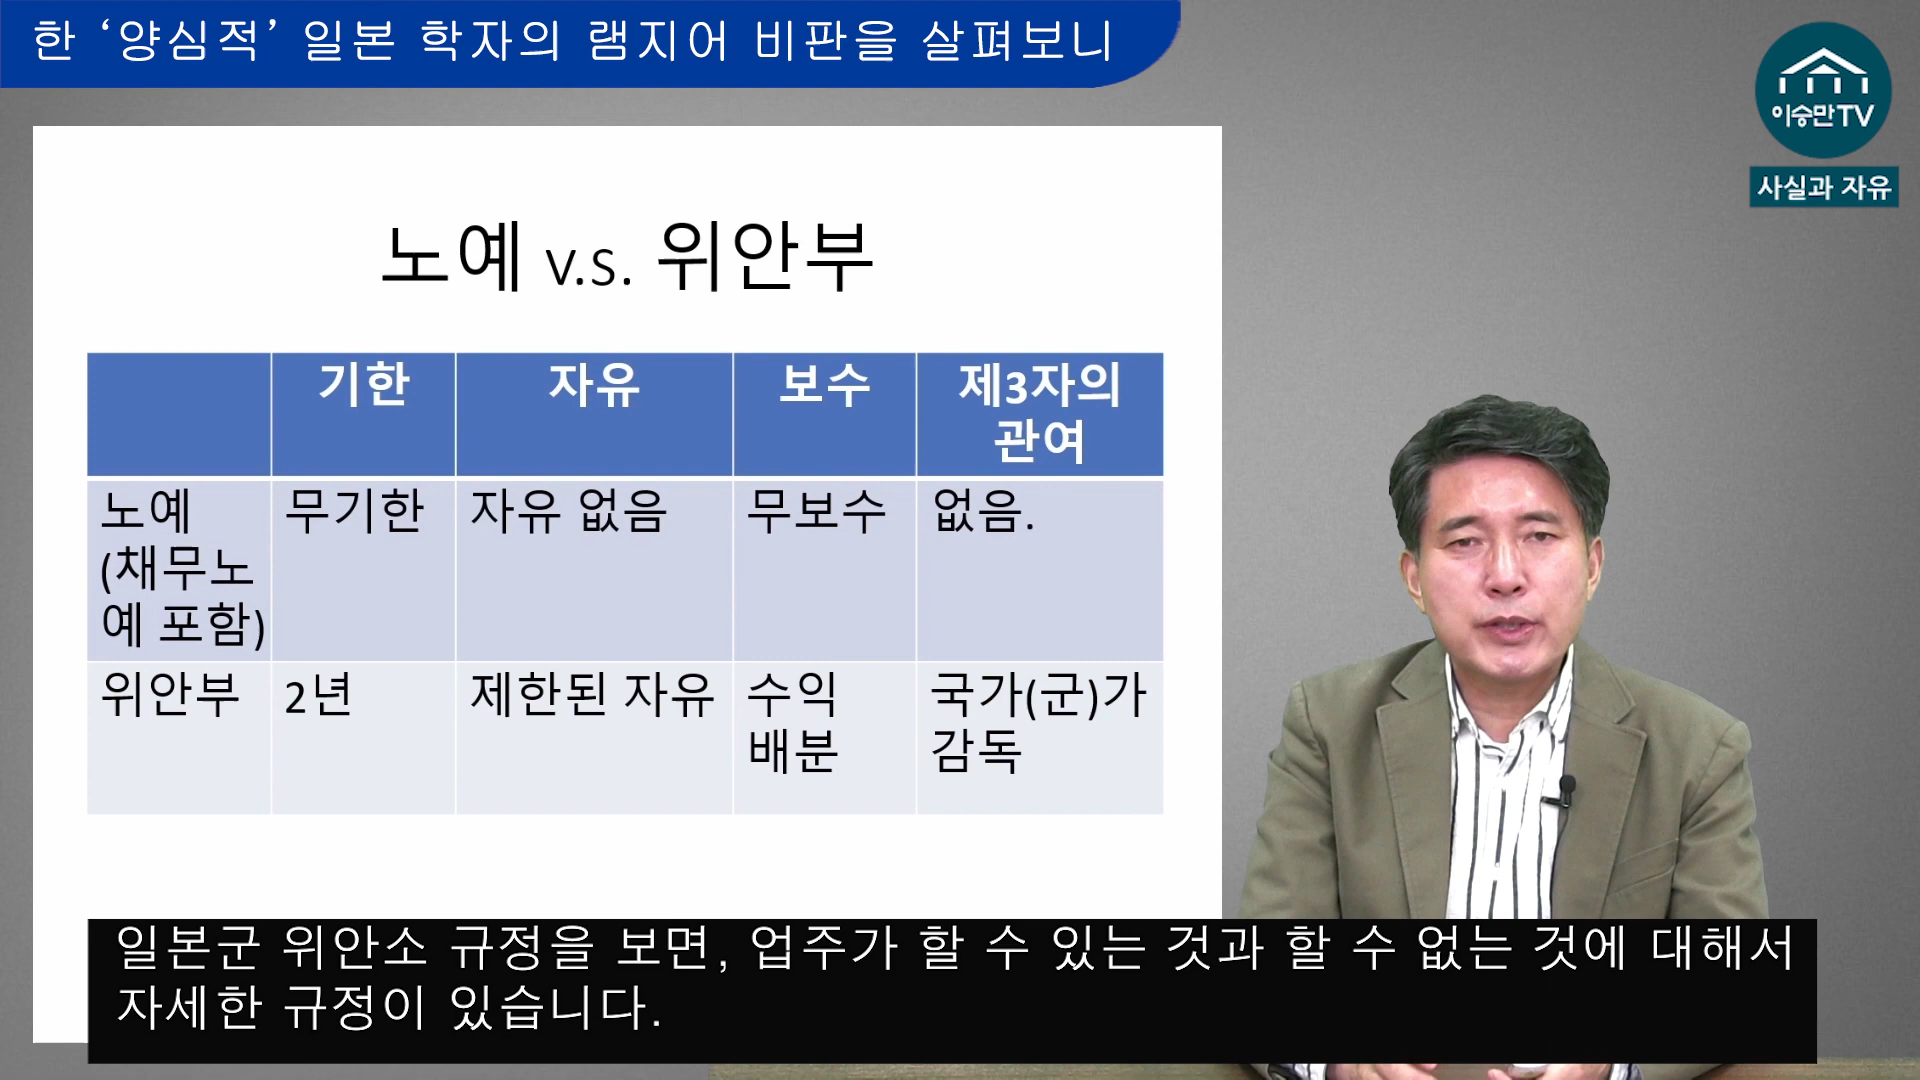 한 ‘양심적’ 일본 학자의 램지어 비판을 살펴보니
이승만TV
사실과 자유
노예 v.s. 위안부
기한 자유 보수 제3자의
관여
노예 무기한 자유 없음 무보수 없음.
(채무노
예 포함)
위안부 2년 제한된 자유 수익 국가(군)가
배분 감독
일본군 위안소 규정을 보면, 업주가 할 수 있는 것과 할 수 없는 것에 대해서
자세한 규정이 있습니다.